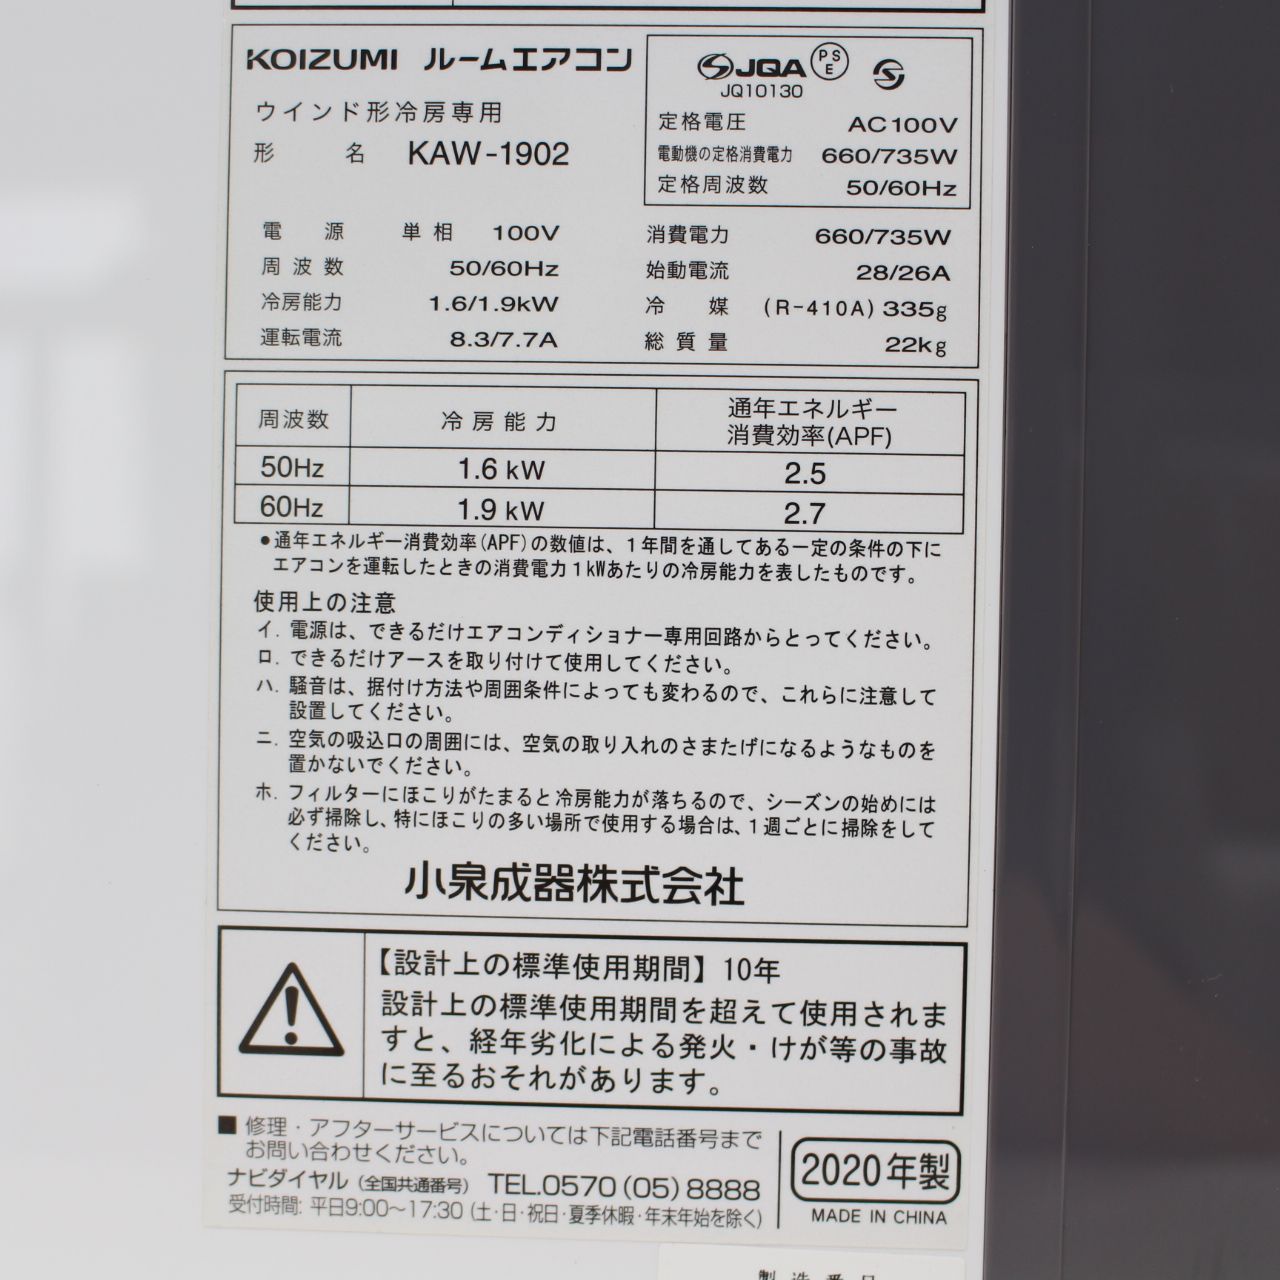 KOIZUMI ルームエアコン
ウインド形冷房専用
形 名 KAW-1902
JQA PSE S
JQ10130
定格電圧 AC100V
電動機の定格消費電力 660/735W
定格周波数 50/60Hz
電源 単相 100V
周波数 50/60Hz
冷房能力 1.6/1.9kW
運転電流 8.3/7.7A
消費電力 660/735W
始動電流 28/26A
冷媒 (R-410A) 335g
総質量 22kg
周波数 冷房能力 通年エネルギー
消費効率(APF)
50Hz 1.6 kW 2.5
60Hz 1.9 kW 2.7
●通年エネルギー消費効率(APF)の数値は、1年間を通してある一定の条件の下に
エアコンを運転したときの消費電力1kWあたりの冷房能力を表したものです。
使用上の注意
イ. 電源は、できるだけエアコンディショナー専用回路からとってください。
ロ. できるだけアースを取り付けて使用してください。
ハ. 騒音は、据付け方法や周囲条件によっても変わるので、これらに注意して
設置してください。
ニ. 空気の吸込口の周囲には、空気の取り入れのさまたげになるようなものを
置かないでください。
ホ. フィルターにほこりがたまると冷房能力が落ちるので、シーズンの始めには
必ず掃除し、特にほこりの多い場所で使用する場合は、1週ごとに掃除をして
ください。
小泉成器株式会社
【設計上の標準使用期間】10年
設計上の標準使用期間を超えて使用されま
すと、経年劣化による発火・けが等の事故
に至るおそれがあります。
■ 修理・アフターサービスについては下記電話番号まで
お問い合わせください。
ナビダイヤル（全国共通番号） TEL.0570(05)8888
受付時間: 平日9:00〜17:30 (土・日・祝日・夏季休暇・年末年始を除く)
2020年製
MADE IN CHINA
製造番号